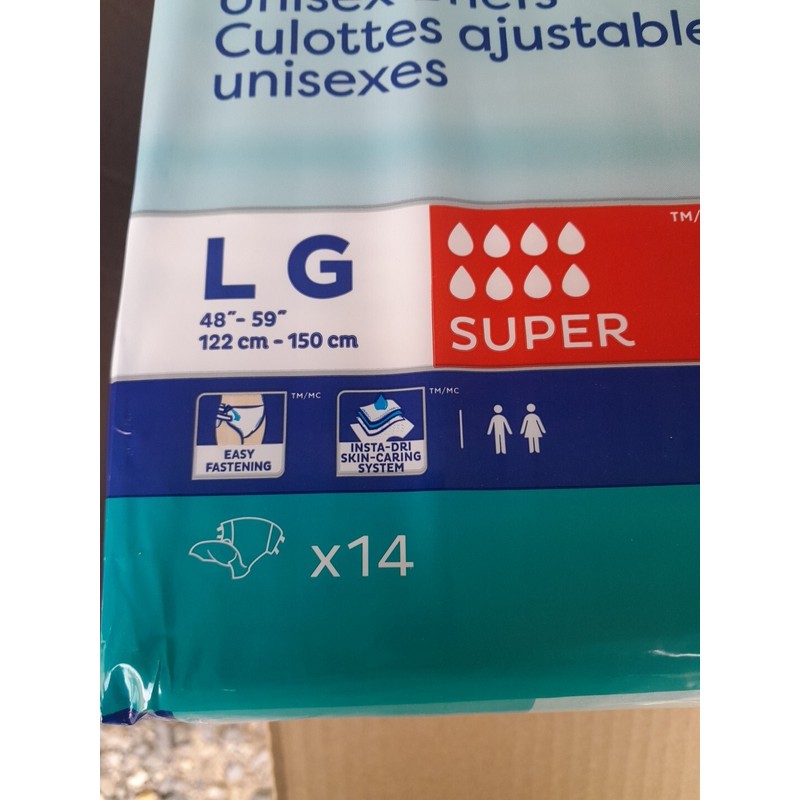 Unisex
Culottes ajustable
unisexes
L G
48"- 59"
122 cm - 150 cm
TM/
SUPER
TM/MC
EASY
FASTENING
TM/MC
INSTA-DRI
SKIN-CARING
SYSTEM
x14